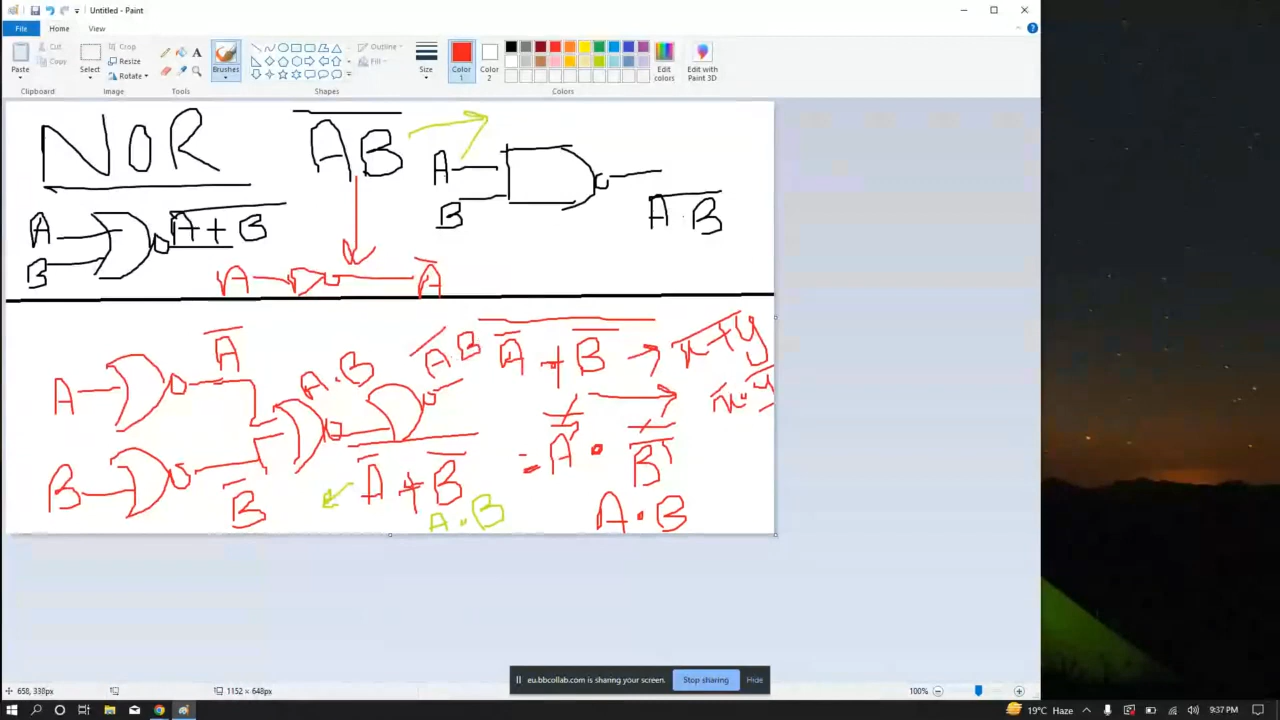 Untitled - Paint
File Home View
Paste Cut Copy
Clipboard
Select Crop Resize Rotate
Image
A
Tools
Brushes
Outline Fill
Shapes
Size
Color 1 Color 2 Edit colors Edit with Paint 3D
Colors
NOR
A̅B̅
A
B
A̅ ̅B̅
A
B
A̅+̅B̅
A A̅
A A̅
B B̅
A.B
A̅.̅B̅
A̅ + B̅
A.B
A̅ + B̅ → x̅+̅y̅
x̅.y̅
= A̿ . B̿
A.B
eu.bbcollab.com is sharing your screen. Stop sharing Hide
658, 338px 1152 × 648px 100%
19°C Haze 9:37 PM